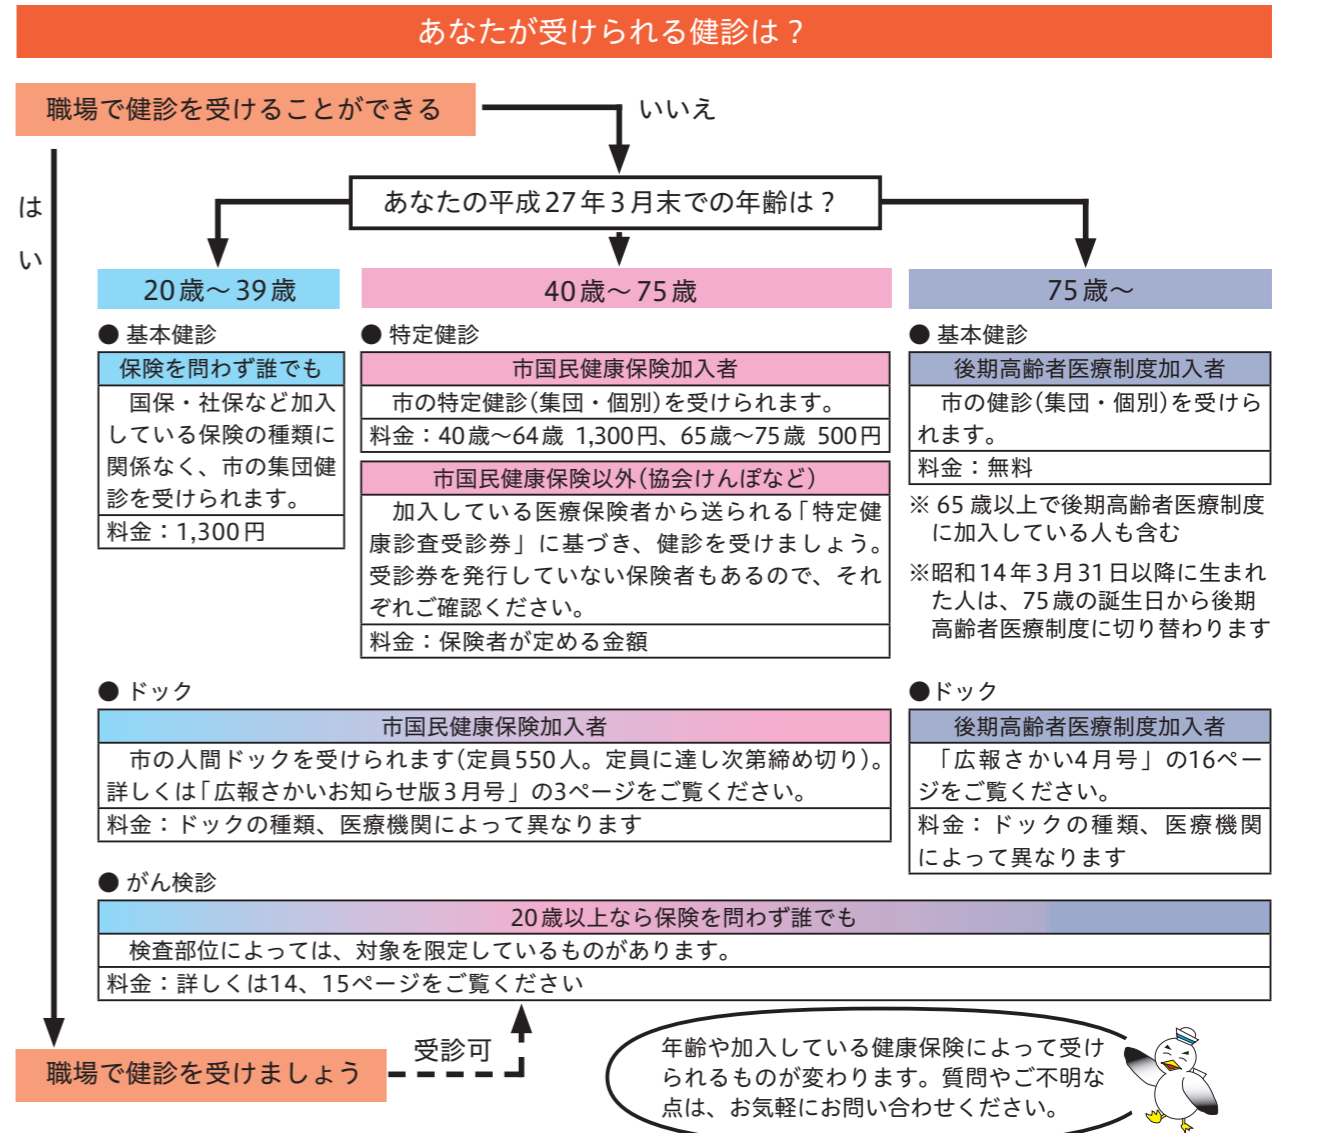 あなたが受けられる健診は？
職場で健診を受けることができる
いいえ
はい
あなたの平成27年3月末での年齢は？
20歳～39歳
● 基本健診
保険を問わず誰でも
国保・社保など加入
している保険の種類に
関係なく、市の集団健
診を受けられます。
料金：1,300円
40歳～75歳
● 特定健診
市国民健康保険加入者
市の特定健診(集団・個別)を受けられます。
料金：40歳～64歳 1,300円、65歳～75歳 500円
市国民健康保険以外(協会けんぽなど)
加入している医療保険者から送られる「特定健
康診査受診券」に基づき、健診を受けましょう。
受診券を発行していない保険者もあるので、それ
ぞれご確認ください。
料金：保険者が定める金額
75歳～
● 基本健診
後期高齢者医療制度加入者
市の健診(集団・個別)を受けら
れます。
料金：無料
※ 65歳以上で後期高齢者医療制度
に加入している人も含む
※昭和14年3月31日以降に生まれ
た人は、75歳の誕生日から後期
高齢者医療制度に切り替わります
● ドック
市国民健康保険加入者
市の人間ドックを受けられます(定員550人。定員に達し次第締め切り)。
詳しくは「広報さかいお知らせ版3月号」の3ページをご覧ください。
料金：ドックの種類、医療機関によって異なります
●ドック
後期高齢者医療制度加入者
「広報さかい4月号」の16ペー
ジをご覧ください。
料金：ドックの種類、医療機関
によって異なります
● がん検診
20歳以上なら保険を問わず誰でも
検査部位によっては、対象を限定しているものがあります。
料金：詳しくは14、15ページをご覧ください
職場で健診を受けましょう
受診可
年齢や加入している健康保険によって受け
られるものが変わります。質問やご不明な
点は、お気軽にお問い合わせください。